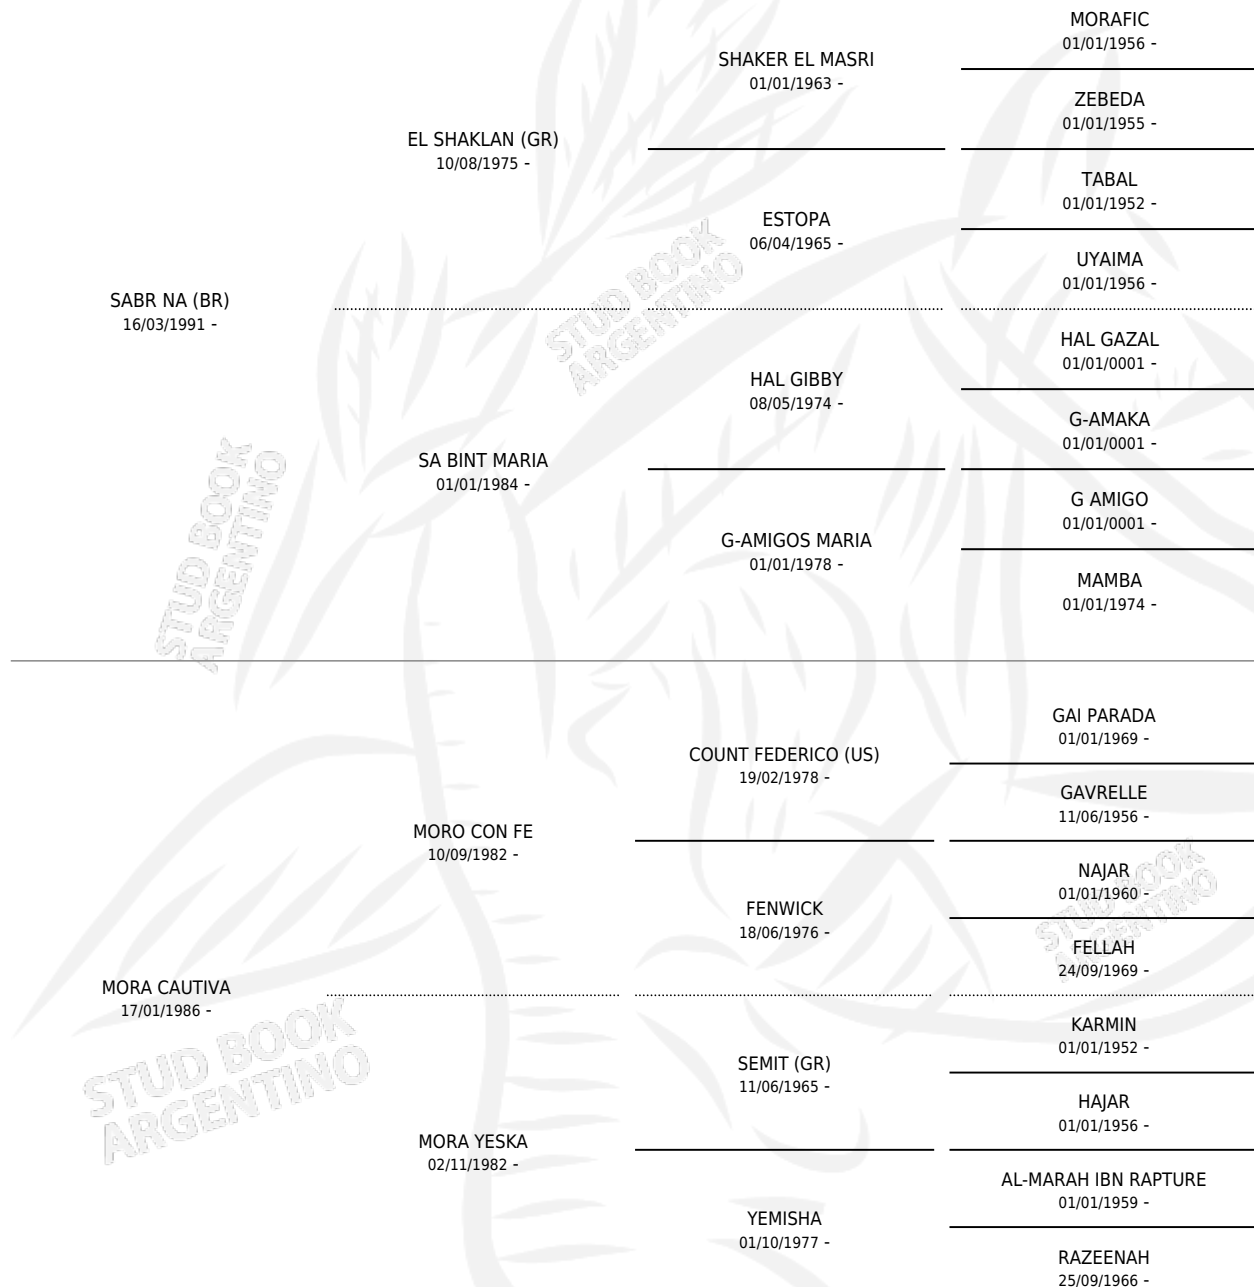 MORAFIC
01/01/1956 -
SHAKER EL MASRI
01/01/1963 -
ZEBEDA
01/01/1955 -
EL SHAKLAN (GR)
10/08/1975 -
TABAL
01/01/1952 -
ESTOPA
06/04/1965 -
UYAIMA
01/01/1956 -
SABR NA (BR)
16/03/1991 -
HAL GAZAL
01/01/0001 -
HAL GIBBY
08/05/1974 -
G-AMAKA
01/01/0001 -
SA BINT MARIA
01/01/1984 -
G AMIGO
01/01/0001 -
G-AMIGOS MARIA
01/01/1978 -
MAMBA
01/01/1974 -
GAI PARADA
01/01/1969 -
COUNT FEDERICO (US)
19/02/1978 -
GAVRELLE
11/06/1956 -
MORO CON FE
10/09/1982 -
NAJAR
01/01/1960 -
FENWICK
18/06/1976 -
FELLAH
24/09/1969 -
MORA CAUTIVA
17/01/1986 -
KARMIN
01/01/1952 -
SEMIT (GR)
11/06/1965 -
HAJAR
01/01/1956 -
MORA YESKA
02/11/1982 -
AL-MARAH IBN RAPTURE
01/01/1959 -
YEMISHA
01/10/1977 -
RAZEENAH
25/09/1966 -
STUD BOOK
ARGENTINO
STUD BOOK
ARGENTINO
STUD BOOK
ARGENTINO
STUD BOOK
ARGENTINO